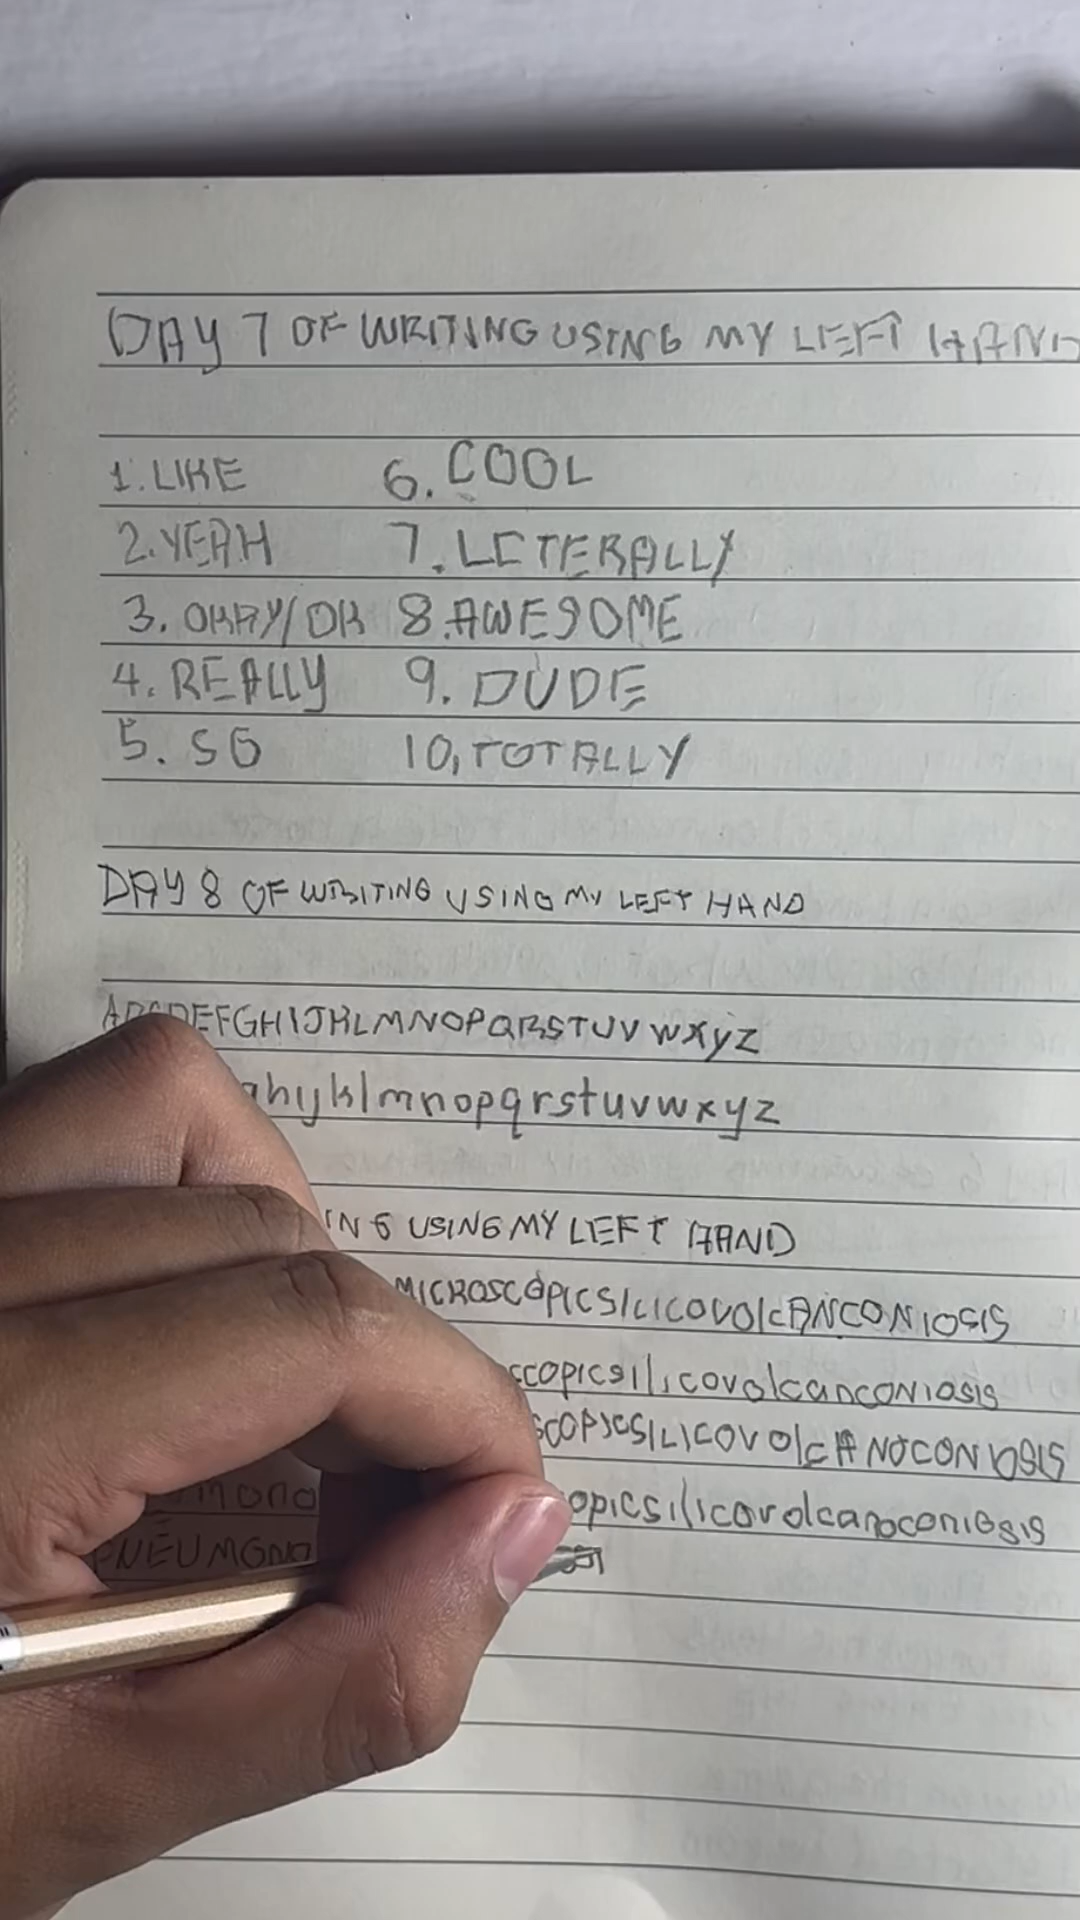 DAY 7 OF WRITING USING MY LEFT HAND
1. LIKE 6. COOL
2. YEAH 7. LITERALLY
3. OKAY/OK 8. AWESOME
4. REALLY 9. DUDE
5. SO 10. TOTALLY
DAY 8 OF WRITING USING MY LEFT HAND
EFGHIJKLMNOPQRSTUVWXYZ
hijklmnopqrstuvwxyz
ING USING MY LEFT HAND
MICROSCOPICSILICOVOLCANCONIOSIS
scopicsilicovolcanconiosis
SCOPICSILICOVOLCANOCONIOSIS
mono opicsilicovolcanoconiosis
PNEUMONO